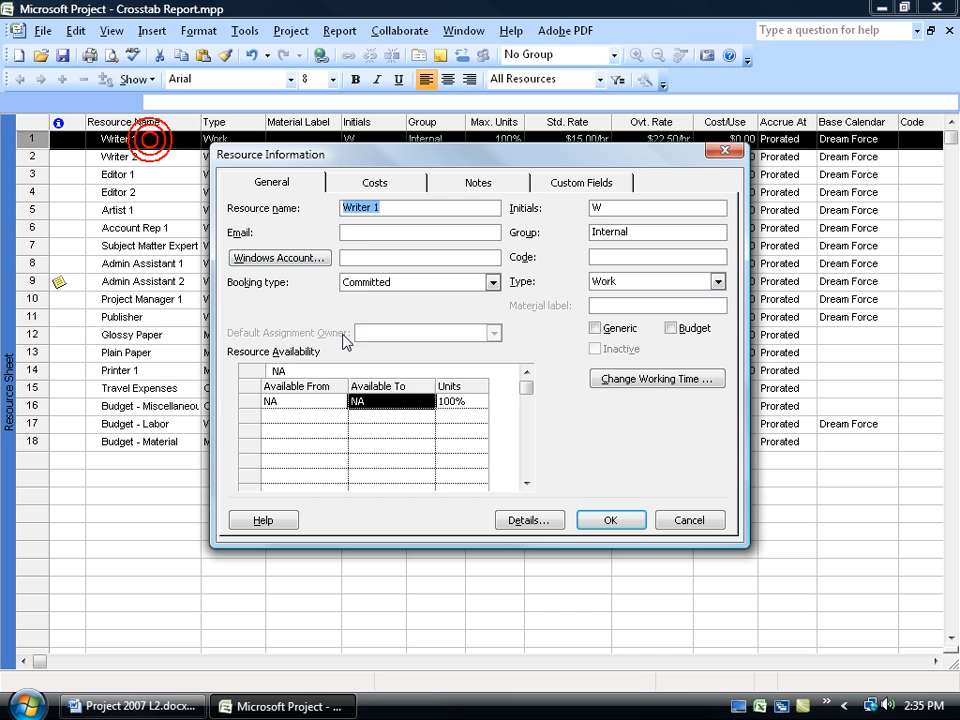 Microsoft Project - Crosstab Report.mpp
File Edit View Insert Format Tools Project Report Collaborate Window Help Adobe PDF Type a question for help
No Group
Show Arial 8 B I U All Resources
Resource Name Type Material Label Initials Group Max. Units Std. Rate Ovt. Rate Cost/Use Accrue At Base Calendar Code
1 Writer 1 Work W Internal 100% $15.00/hr $22.50/hr $0.00 Prorated Dream Force
2 Writer 2 Prorated Dream Force
3 Editor 1 Prorated Dream Force
4 Editor 2 Prorated Dream Force
5 Artist 1 Prorated Dream Force
6 Account Rep 1 Prorated Dream Force
7 Subject Matter Expert Prorated Dream Force
8 Admin Assistant 1 Prorated Dream Force
9 Admin Assistant 2 Prorated Dream Force
10 Project Manager 1 Prorated Dream Force
11 Publisher Prorated Dream Force
12 Glossy Paper Prorated
13 Plain Paper Prorated
14 Printer 1 Prorated
15 Travel Expenses Prorated
16 Budget - Prorated
17 Budget - Labor Prorated Dream Force
18 Budget - Material Prorated
Resource Sheet
Resource Information
General Costs Notes Custom Fields
Resource name: Writer 1 Initials: W
Email: Group: Internal
Windows Account... Code:
Booking type: Committed Type: Work
Material label:
Default Assignment Owner: Generic Budget
Resource Availability Inactive
NA Change Working Time ...
Available From Available To Units
NA NA 100%
Help Details... OK Cancel
Project 2007 L2.docx... Microsoft Project - ... 2:35 PM